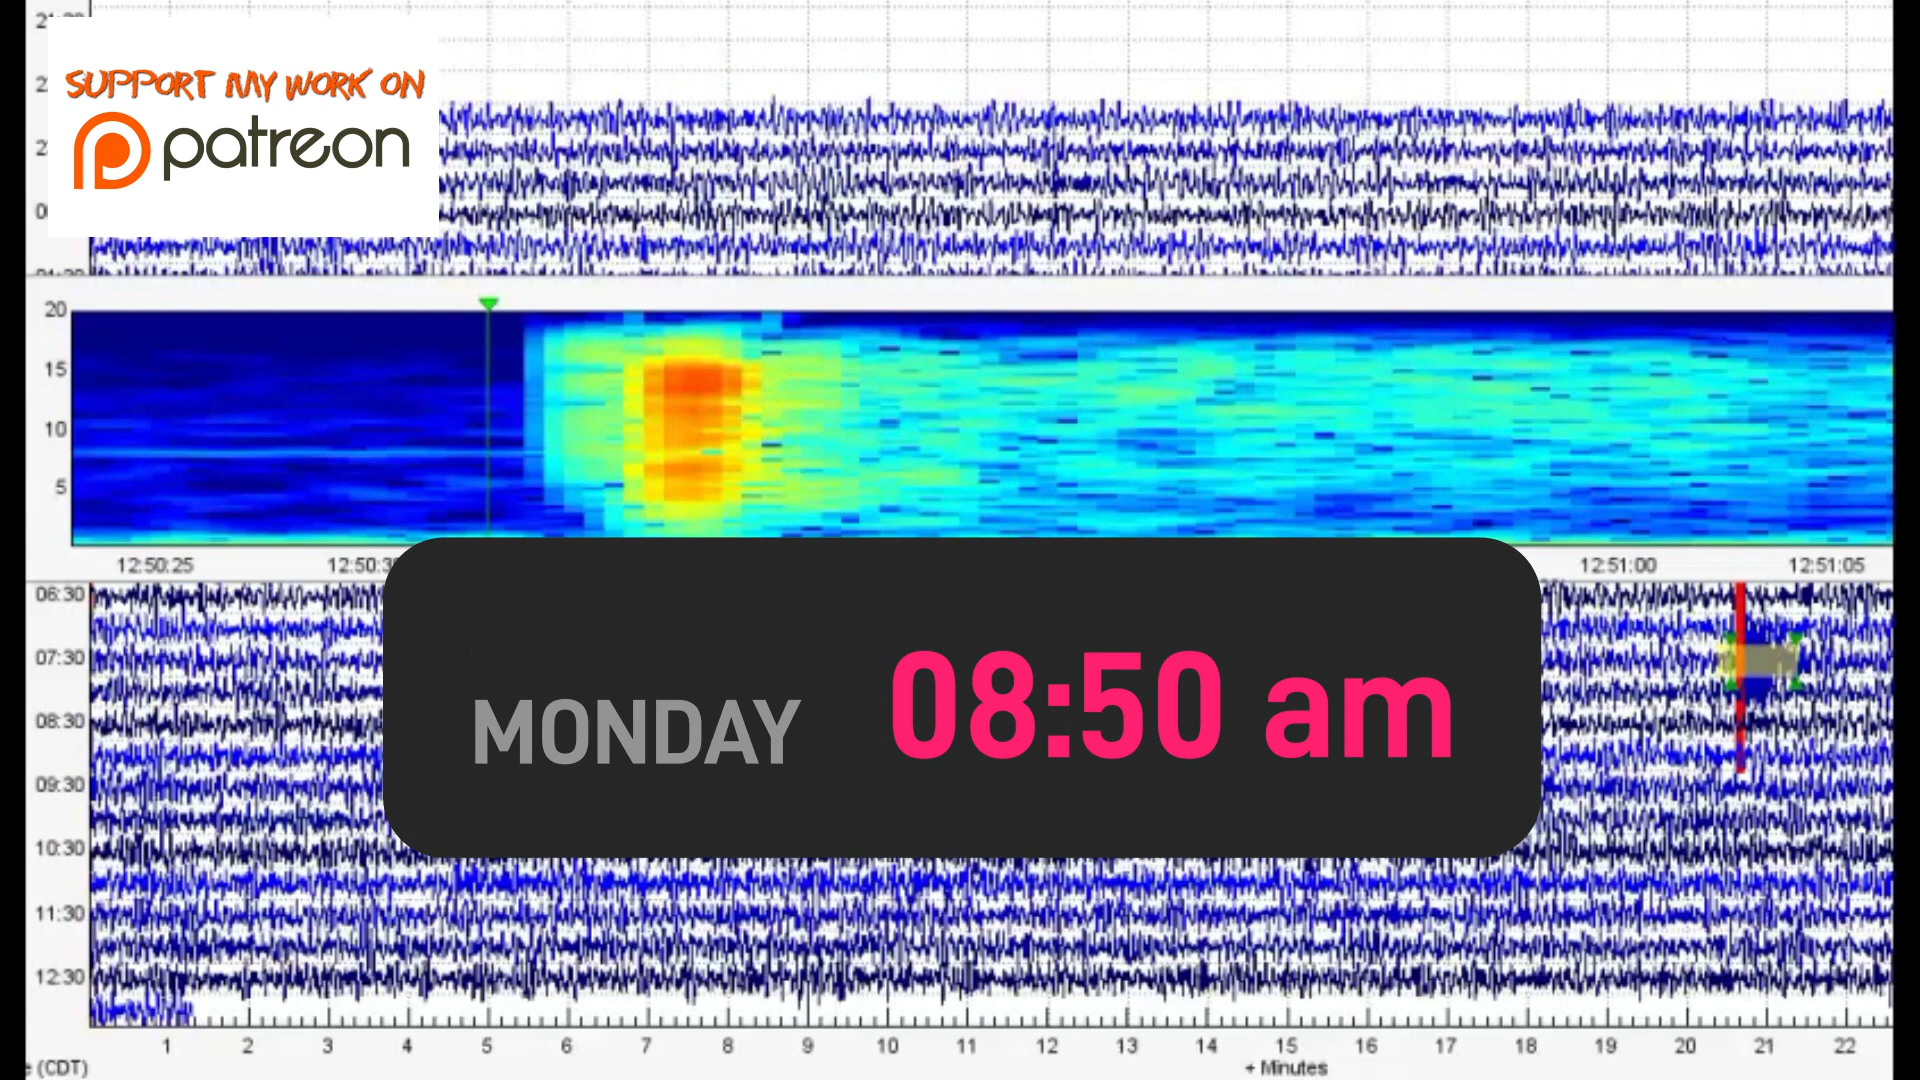 SUPPORT MY WORK ON
patreon
20
15
10
5
12:50:25
12:51:00
12:51:05
06:30
07:30
08:30
09:30
10:30
11:30
12:30
MONDAY 08:50 am
1 2 3 4 5 6 7 8 9 10 11 12 13 14 15 16 17 18 19 20 21 22
(CDT)
+ Minutes